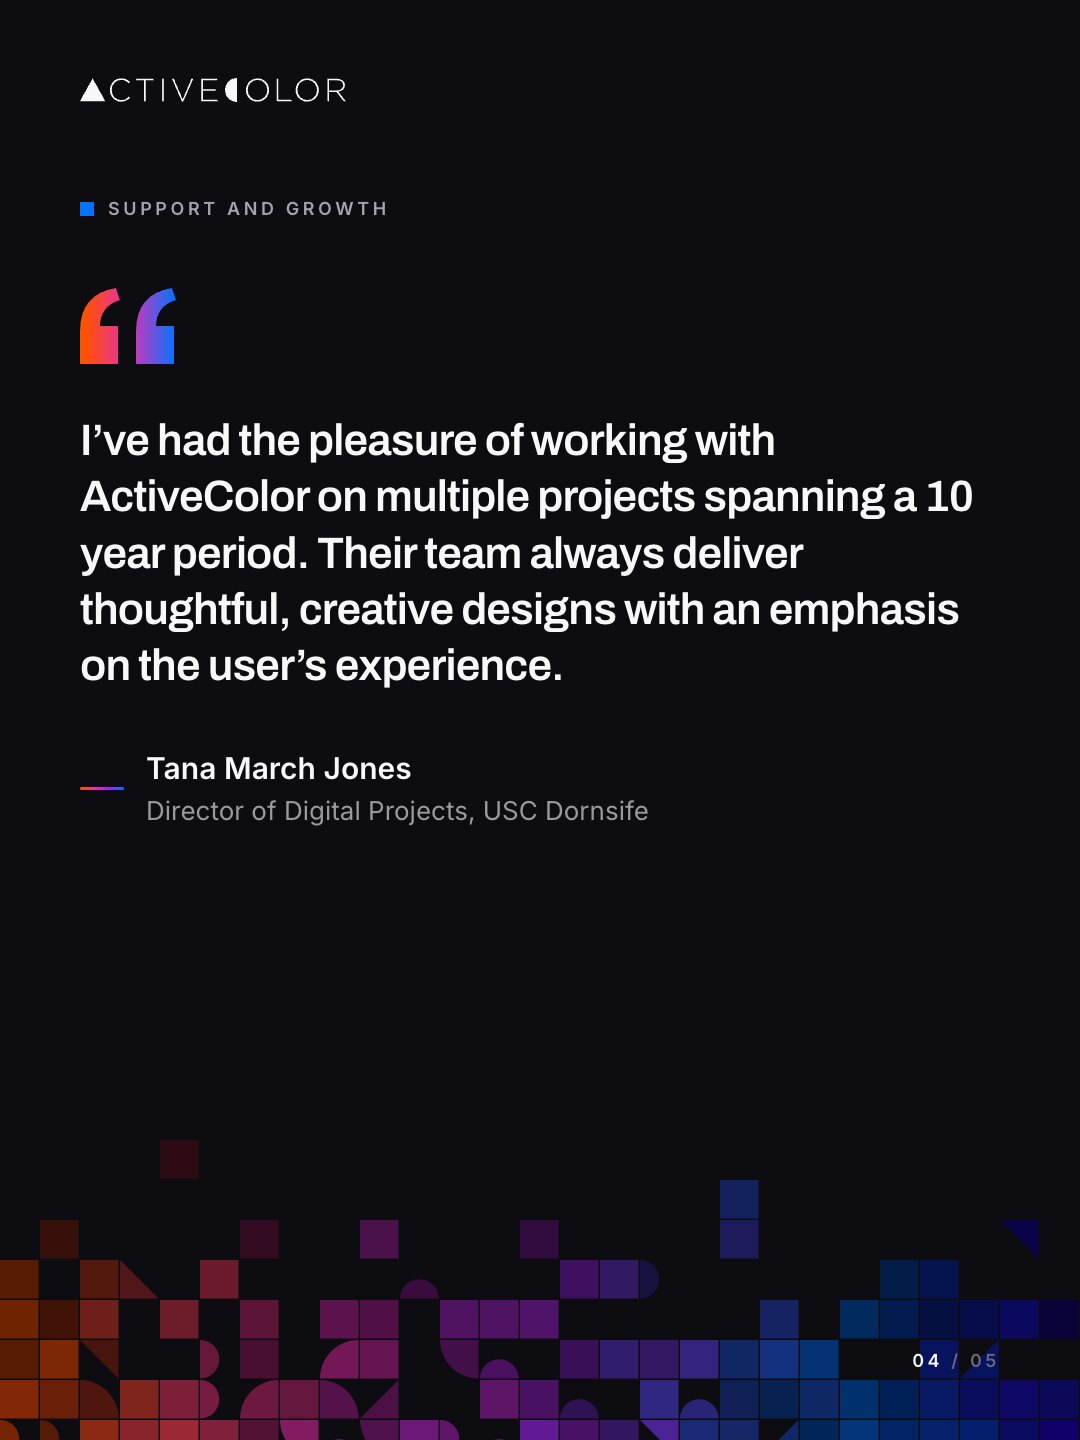 ACTIVECOLOR
SUPPORT AND GROWTH
“
I’ve had the pleasure of working with
ActiveColor on multiple projects spanning a 10
year period. Their team always deliver
thoughtful, creative designs with an emphasis
on the user’s experience.
Tana March Jones
Director of Digital Projects, USC Dornsife
04 / 05